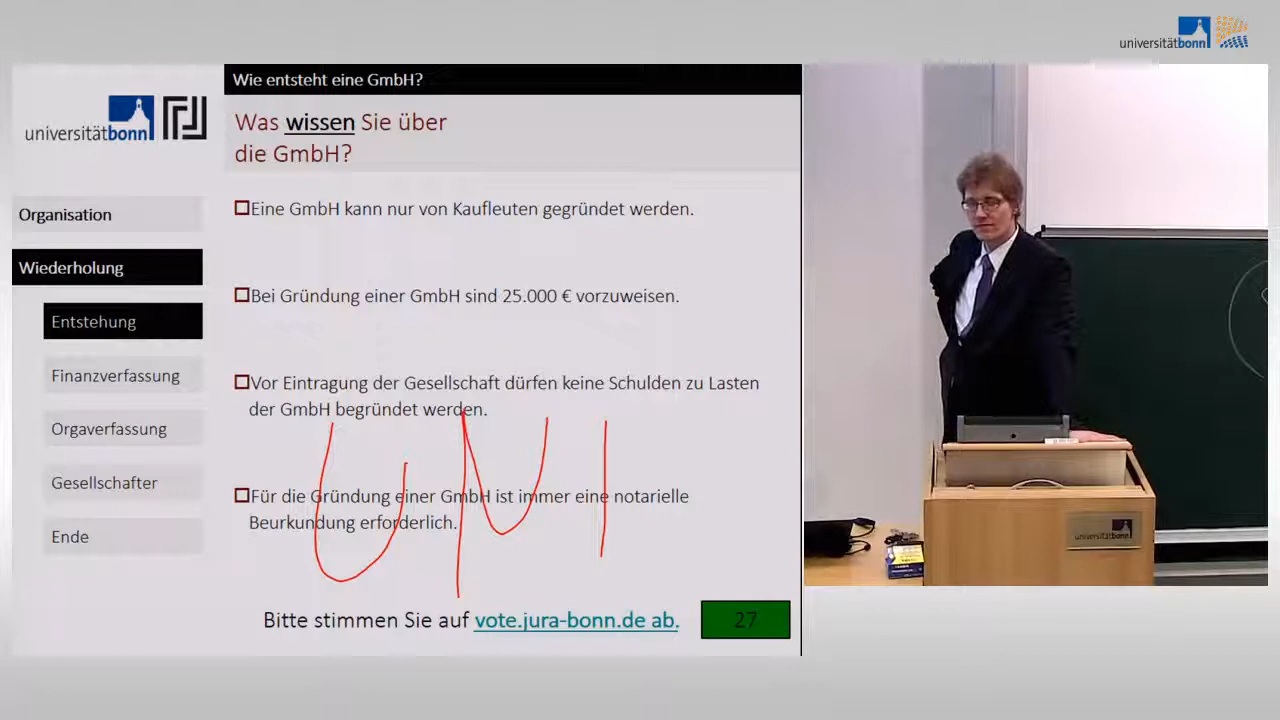 universitätbonn
Wie entsteht eine GmbH?
universitätbonn
Was wissen Sie über
die GmbH?
Organisation
Wiederholung
Entstehung
Finanzverfassung
Orgaverfassung
Gesellschafter
Ende
Eine GmbH kann nur von Kaufleuten gegründet werden.
Bei Gründung einer GmbH sind 25.000 € vorzuweisen.
Vor Eintragung der Gesellschaft dürfen keine Schulden zu Lasten
der GmbH begründet werden.
Für die Gründung einer GmbH ist immer eine notarielle
Beurkundung erforderlich.
UNI
Bitte stimmen Sie auf vote.jura-bonn.de ab.
27
universitätbonn